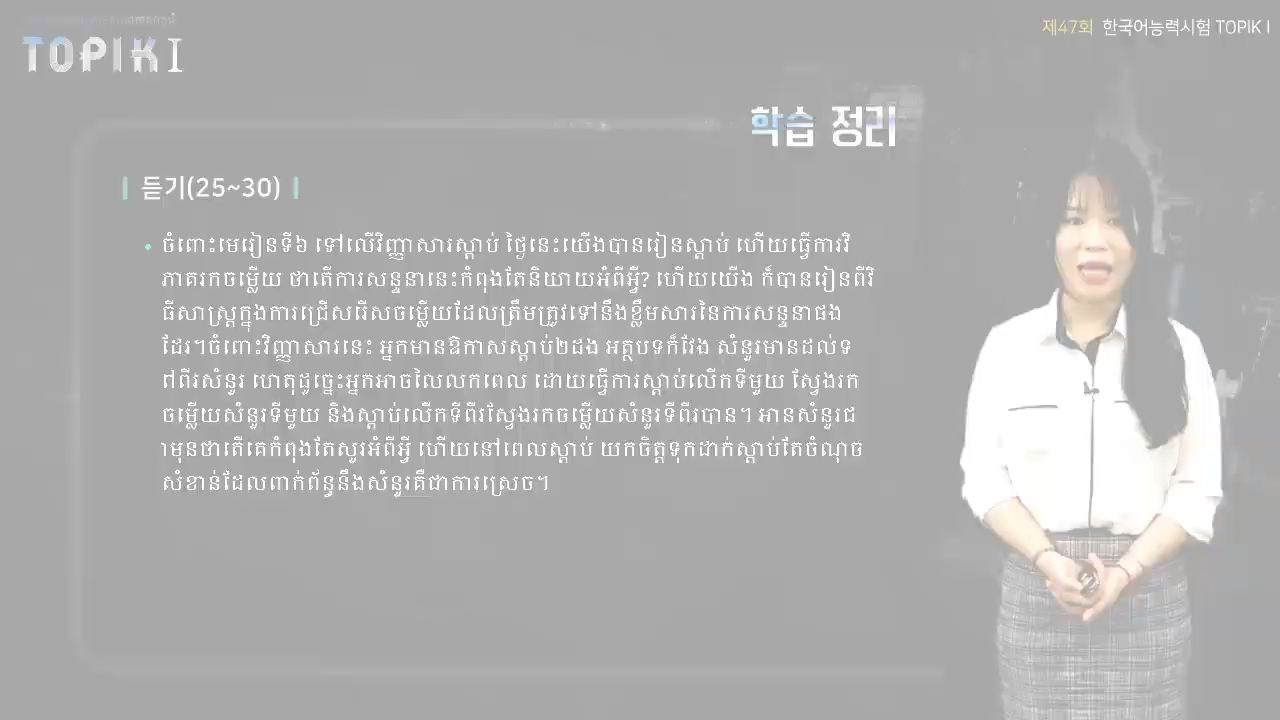 TOPIK I
제47회 한국어능력시험 TOPIK I
학습 정리
듣기(25~30)
• ចំពោះមេរៀនទី៦ ទៅលើវិញ្ញាសារស្តាប់ ថ្ងៃនេះយើងបានរៀនស្តាប់ ហើយធ្វើការវិ
ភាគរកចម្លើយ ថាតើការសន្ទនានេះកំពុងតែនិយាយអំពីអ្វី? ហើយយើង ក៏បានរៀនពីវិ
ធីសាស្ត្រក្នុងការជ្រើសរើសចម្លើយដែលត្រឹមត្រូវទៅនឹងខ្លឹមសារនៃការសន្ទនាផង
ដែរ។ចំពោះវិញ្ញាសារនេះ អ្នកមានឱកាសស្តាប់២ដង អត្ថបទក៏វែង សំនួរមានដល់ទ
ៅពីរសំនួរ ហេតុដូច្នេះអ្នកអាចលៃលកពេល ដោយធ្វើការស្តាប់លើកទីមួយ ស្វែងរក
ចម្លើយសំនួរទីមួយ និងស្តាប់លើកទីពីរស្វែងរកចម្លើយសំនួរទីពីរបាន។ អានសំនួរជ
ាមុនថាតើគេកំពុងតែសួរអំពីអ្វី ហើយនៅពេលស្តាប់ យកចិត្តទុកដាក់ស្តាប់តែចំណុច
សំខាន់ដែលពាក់ព័ន្ធនឹងសំនួរគឺជាការស្រេច។